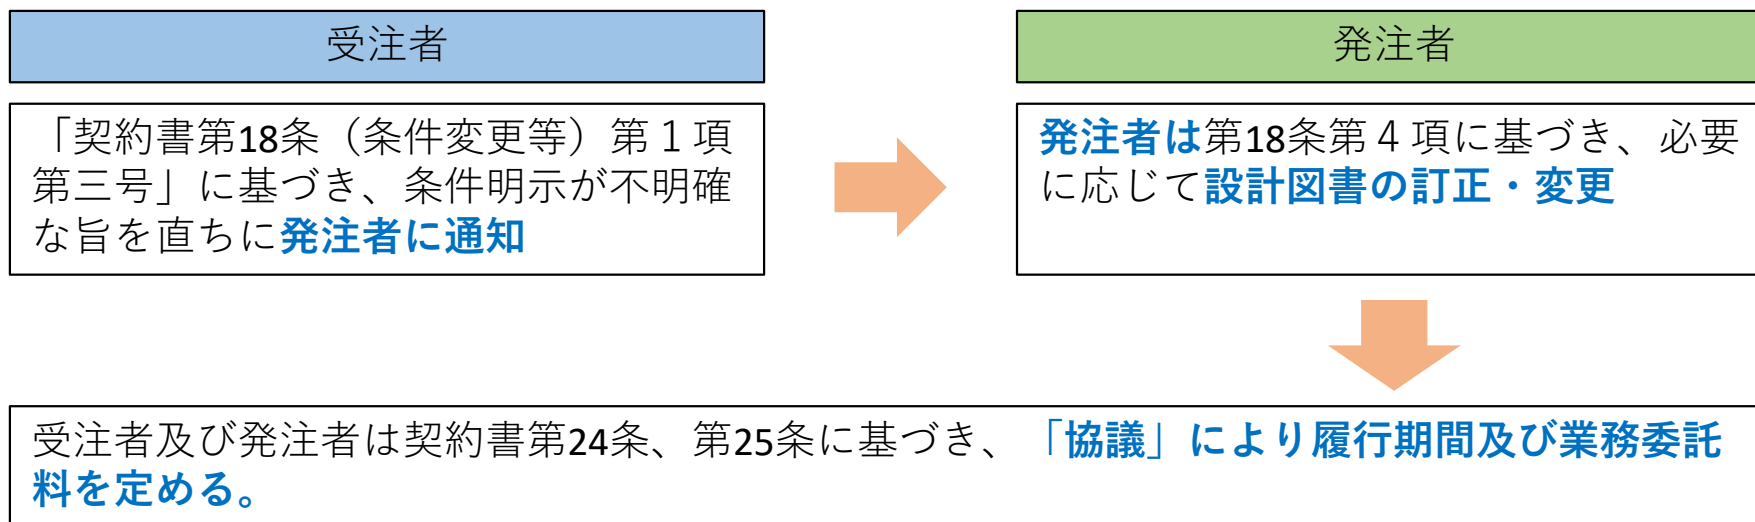 受注者
発注者
「契約書第18条（条件変更等）第１項
第三号」に基づき、条件明示が不明確
な旨を直ちに発注者に通知
発注者は第18条第４項に基づき、必要
に応じて設計図書の訂正・変更
受注者及び発注者は契約書第24条、第25条に基づき、「協議」により履行期間及び業務委託
料を定める。